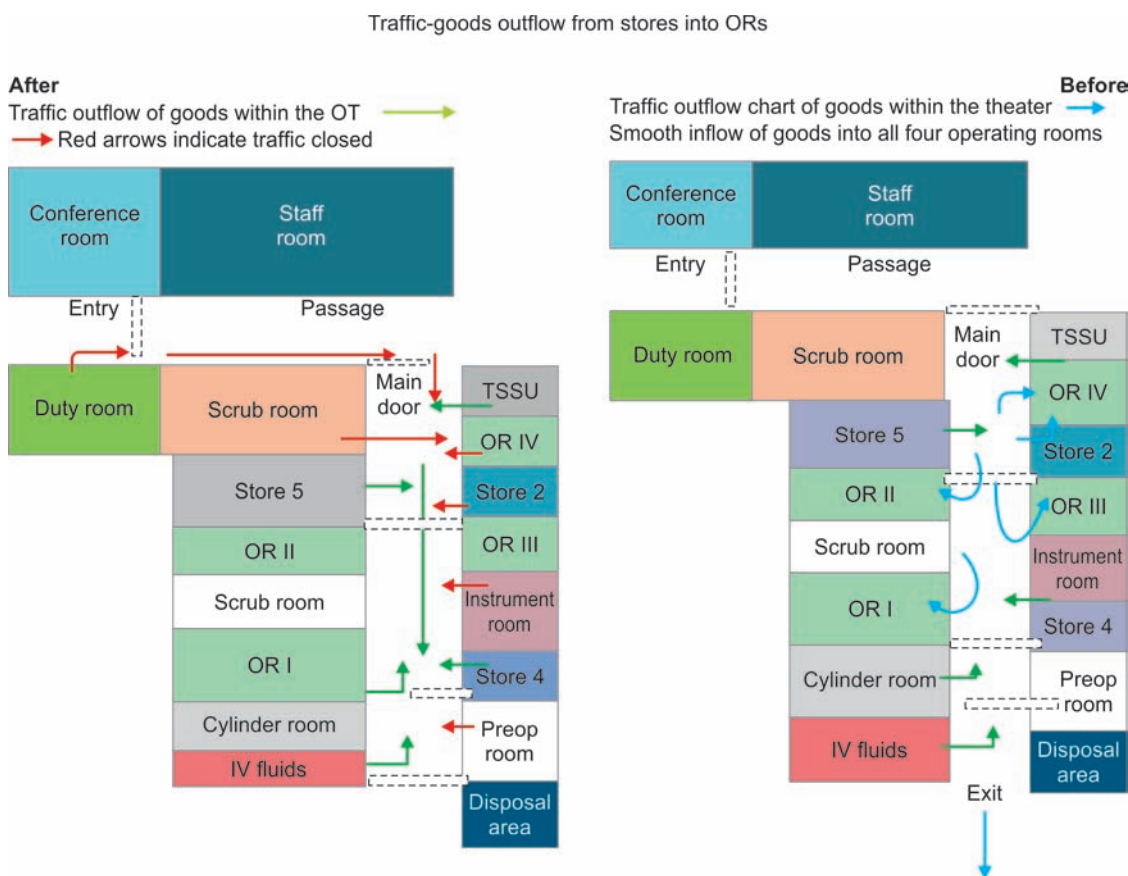 Traffic-goods outflow from stores into ORs
After
Traffic outflow of goods within the OT
Red arrows indicate traffic closed
Conference
room
Staff
room
Entry
Passage
Duty room
Scrub room
Main
door
TSSU
OR IV
Store 5
Store 2
OR II
OR III
Scrub room
Instrument
room
OR I
Store 4
Cylinder room
Preop
room
IV fluids
Disposal
area
Before
Traffic outflow chart of goods within the theater
Smooth inflow of goods into all four operating rooms
Conference
room
Staff
room
Entry
Passage
Duty room
Scrub room
Main
door
TSSU
OR IV
Store 5
Store 2
OR II
OR III
Scrub room
Instrument
room
OR I
Store 4
Cylinder room
Preop
room
IV fluids
Disposal
area
Exit